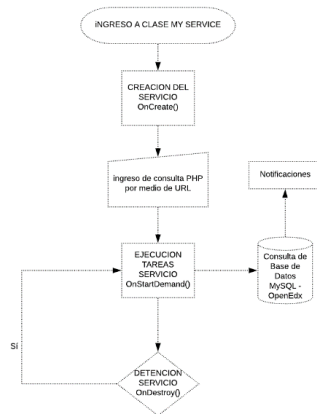 iNGRESO A CLASE MY SERVICE
CREACION DEL
SERVICIO
OnCreate()
ingreso de consulta PHP
por medio de URL
Notificaciones
EJECUCION
TAREAS
SERVICIO
OnStartDemand()
Consulta de
Base de
Datos
MySQL -
OpenEdx
Sí
DETENCION
SERVICIO
OnDestroy()